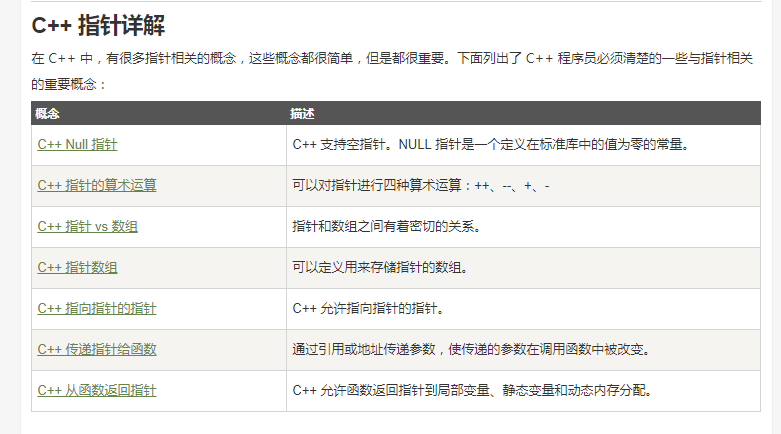 C++ 指针详解
在 C++ 中，有很多指针相关的概念，这些概念都很简单，但是都很重要。下面列出了 C++ 程序员必须清楚的一些与指针相关
的重要概念：
概念 描述
C++ Null 指针 C++ 支持空指针。NULL 指针是一个定义在标准库中的值为零的常量。
C++ 指针的算术运算 可以对指针进行四种算术运算：++、--、+、-
C++ 指针 vs 数组 指针和数组之间有着密切的关系。
C++ 指针数组 可以定义用来存储指针的数组。
C++ 指向指针的指针 C++ 允许指向指针的指针。
C++ 传递指针给函数 通过引用或地址传递参数，使传递的参数在调用函数中被改变。
C++ 从函数返回指针 C++ 允许函数返回指针到局部变量、静态变量和动态内存分配。